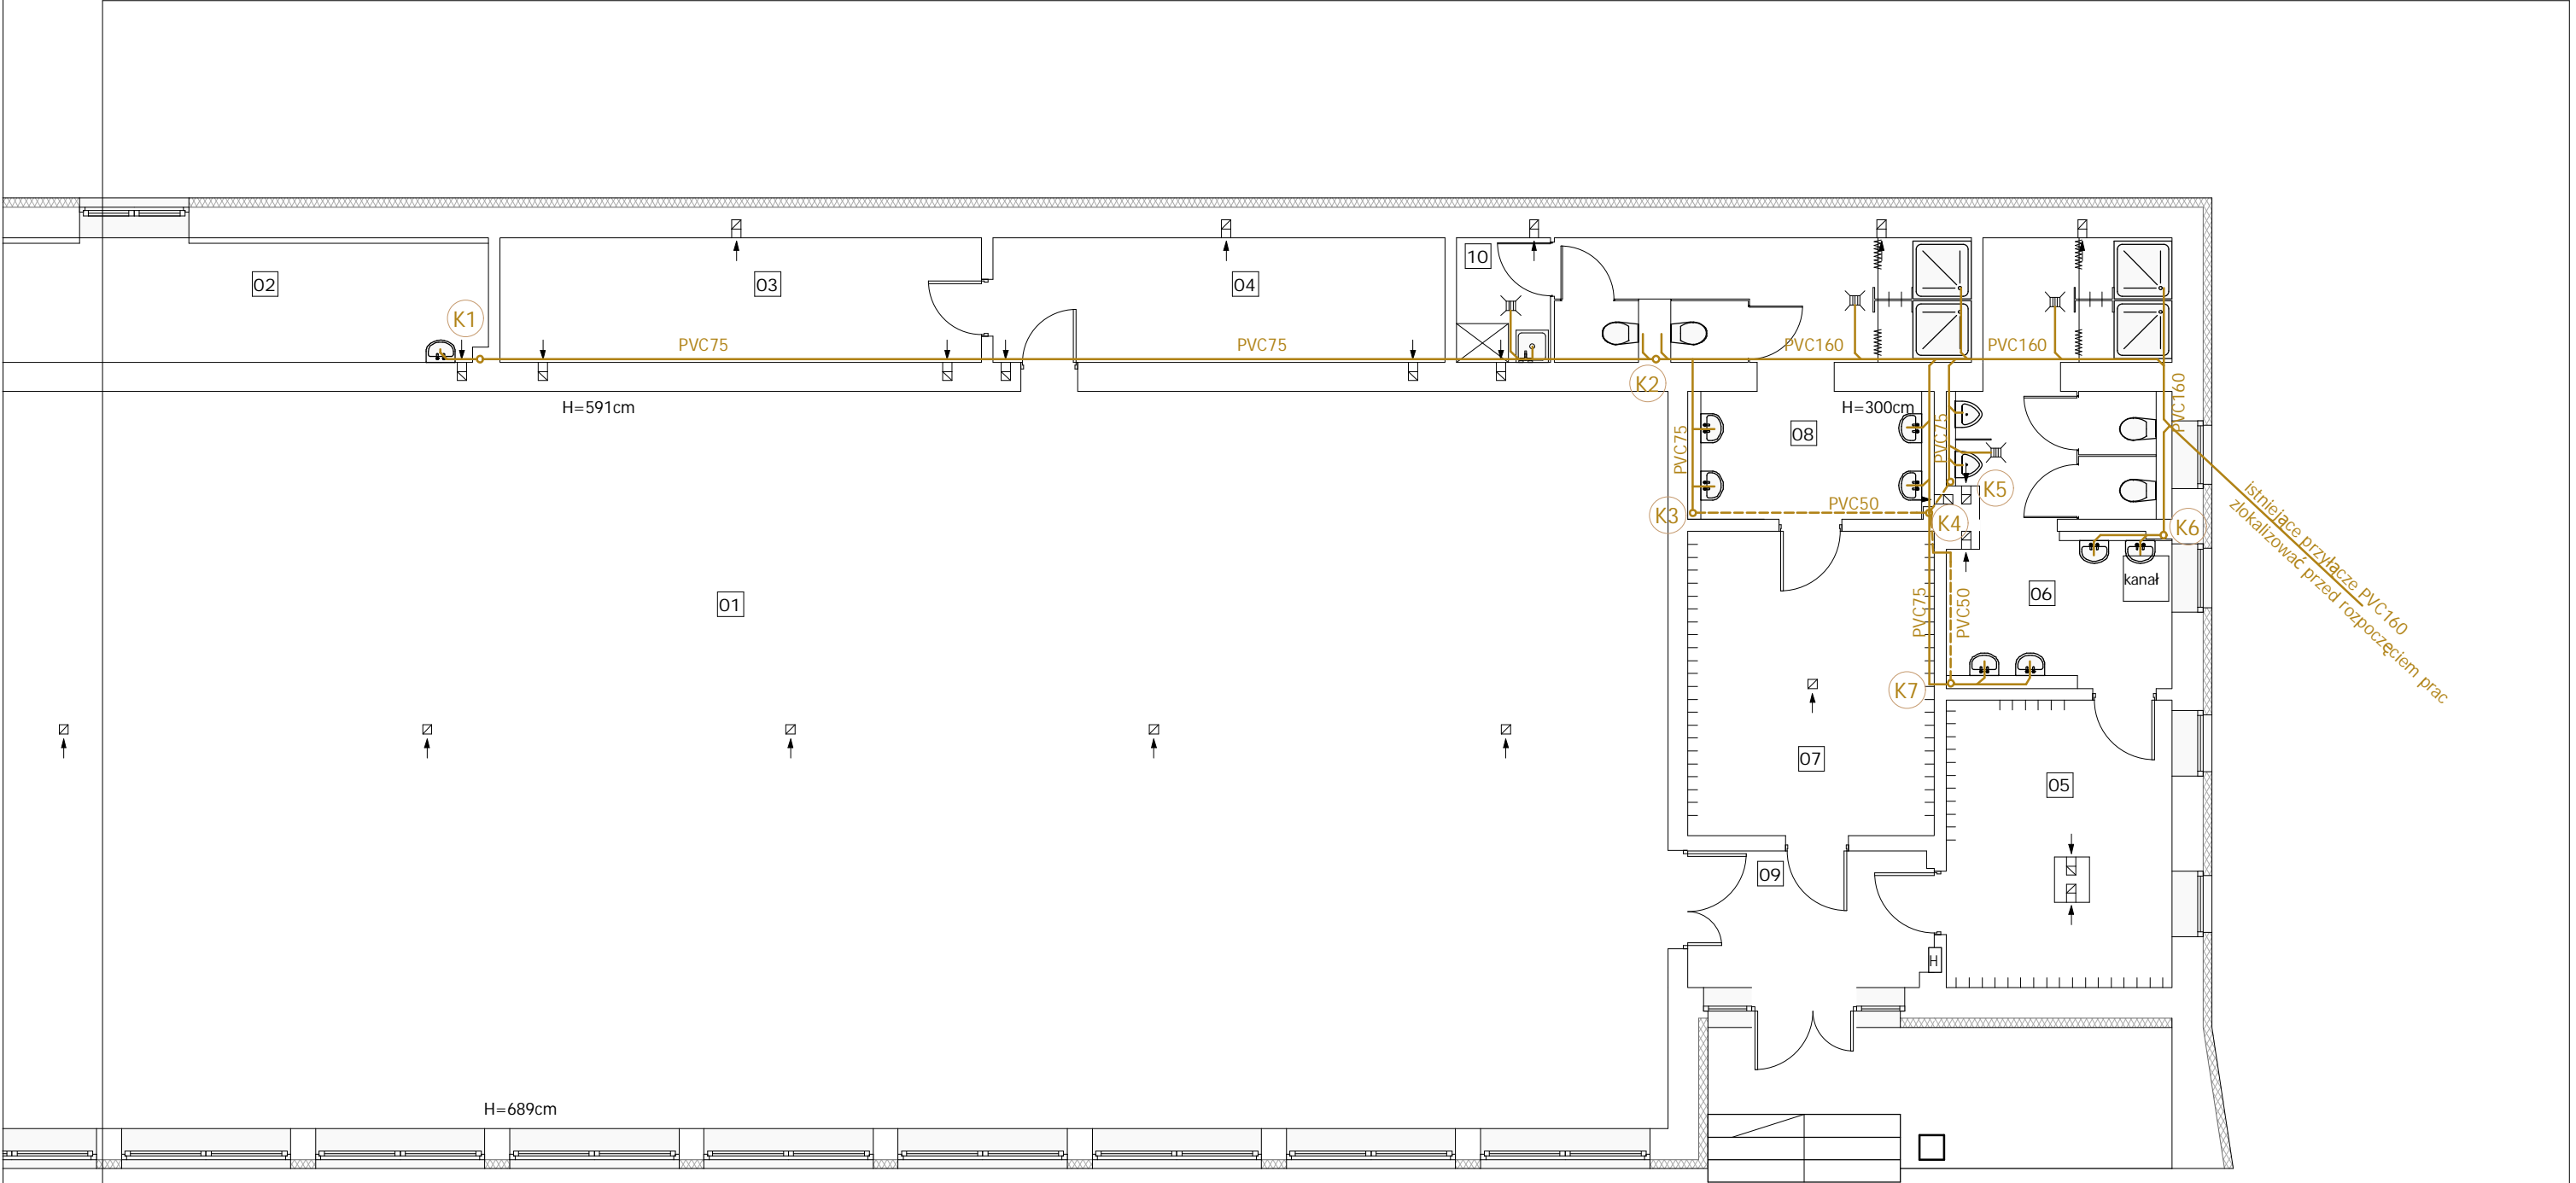 10
02
03
04
K1
PVC75
PVC75
PVC160
PVC160
K2
PVC160
H=591cm
H=300cm
08
PVC75
PVC75
K5
PVC50
K3
K4
K6
istniejące przyłącze PVC160
zlokalizować przed rozpoczęciem prac
kanał
06
01
PVC75
PVC50
K7
07
05
09
H
H=689cm